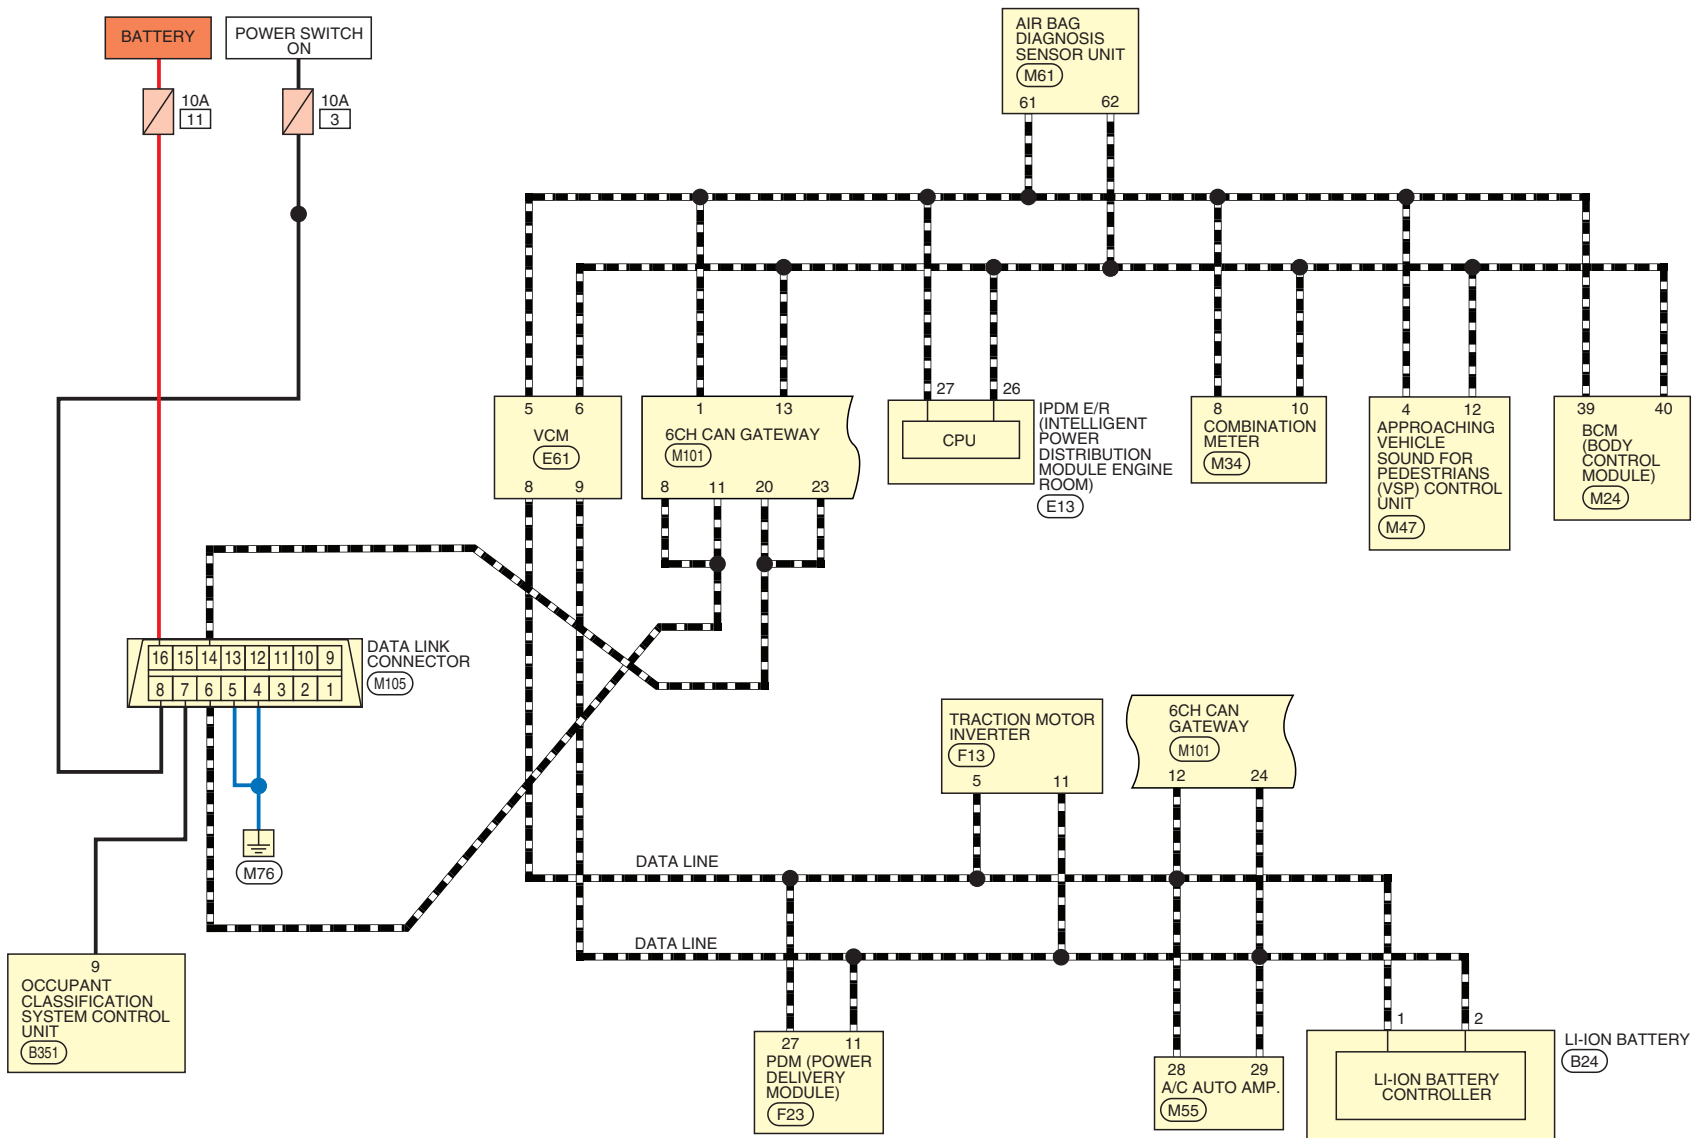 BATTERY
POWER SWITCH
ON
10A
11
10A
3
AIR BAG
DIAGNOSIS
SENSOR UNIT
M61
61 62
5 6
VCM
E61
8 9
1 13
6CH CAN GATEWAY
M101
8 11 20 23
27 26
CPU
IPDM E/R
(INTELLIGENT
POWER
DISTRIBUTION
MODULE ENGINE
ROOM)
E13
8 10
COMBINATION
METER
M34
4 12
APPROACHING
VEHICLE
SOUND FOR
PEDESTRIANS
(VSP) CONTROL
UNIT
M47
39 40
BCM
(BODY
CONTROL
MODULE)
M24
16 15 14 13 12 11 10 9
8 7 6 5 4 3 2 1
DATA LINK
CONNECTOR
M105
M76
TRACTION MOTOR
INVERTER
F13
5 11
6CH CAN
GATEWAY
M101
12 24
DATA LINE
DATA LINE
9
OCCUPANT
CLASSIFICATION
SYSTEM CONTROL
UNIT
B351
27 11
PDM (POWER
DELIVERY
MODULE)
F23
28 29
A/C AUTO AMP.
M55
1 2
LI-ION BATTERY
CONTROLLER
LI-ION BATTERY
B24